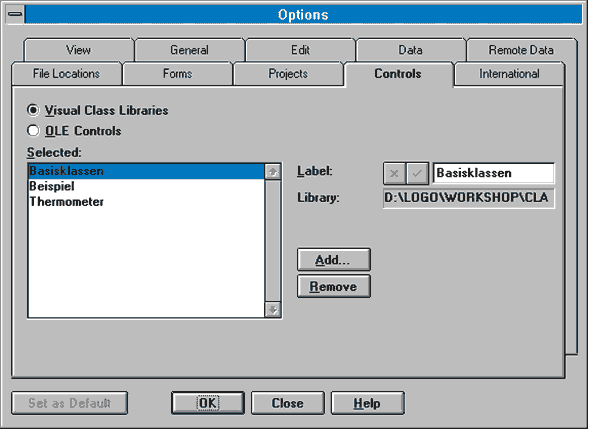 Options
View General Edit Data Remote Data
File Locations Forms Projects Controls International
Visual Class Libraries
OLE Controls
Selected:
Basisklassen
Beispiel
Thermometer
Label: Basisklassen
Library: D:\LOGO\WORKSHOP\CLA
Add...
Remove
Set as Default OK Close Help